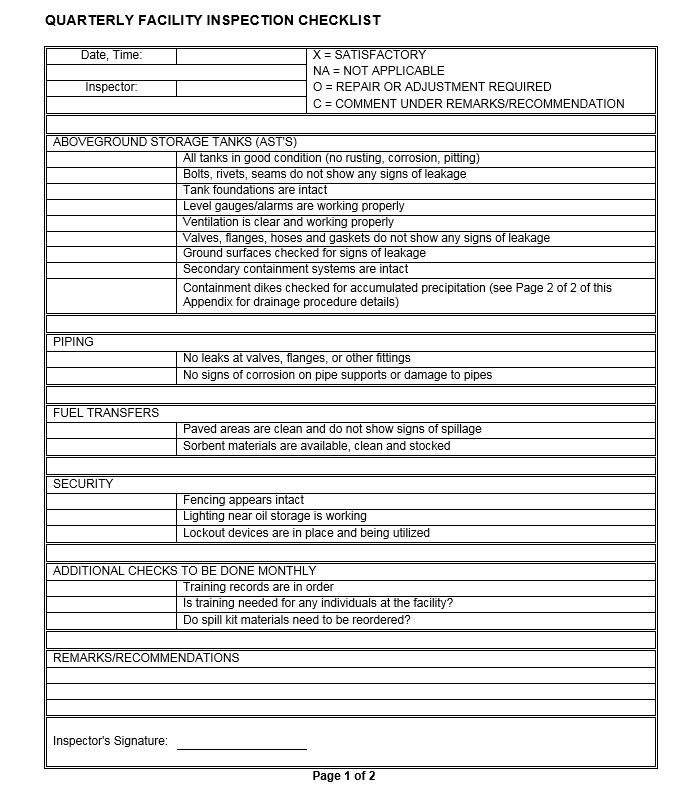 QUARTERLY FACILITY INSPECTION CHECKLIST
Date, Time:
X = SATISFACTORY
NA = NOT APPLICABLE
Inspector:
O = REPAIR OR ADJUSTMENT REQUIRED
C = COMMENT UNDER REMARKS/RECOMMENDATION
ABOVEGROUND STORAGE TANKS (AST'S)
All tanks in good condition (no rusting, corrosion, pitting)
Bolts, rivets, seams do not show any signs of leakage
Tank foundations are intact
Level gauges/alarms are working properly
Ventilation is clear and working properly
Valves, flanges, hoses and gaskets do not show any signs of leakage
Ground surfaces checked for signs of leakage
Secondary containment systems are intact
Containment dikes checked for accumulated precipitation (see Page 2 of 2 of this
Appendix for drainage procedure details)
PIPING
No leaks at valves, flanges, or other fittings
No signs of corrosion on pipe supports or damage to pipes
FUEL TRANSFERS
Paved areas are clean and do not show signs of spillage
Sorbent materials are available, clean and stocked
SECURITY
Fencing appears intact
Lighting near oil storage is working
Lockout devices are in place and being utilized
ADDITIONAL CHECKS TO BE DONE MONTHLY
Training records are in order
Is training needed for any individuals at the facility?
Do spill kit materials need to be reordered?
REMARKS/RECOMMENDATIONS
Inspector's Signature:
Page 1 of 2